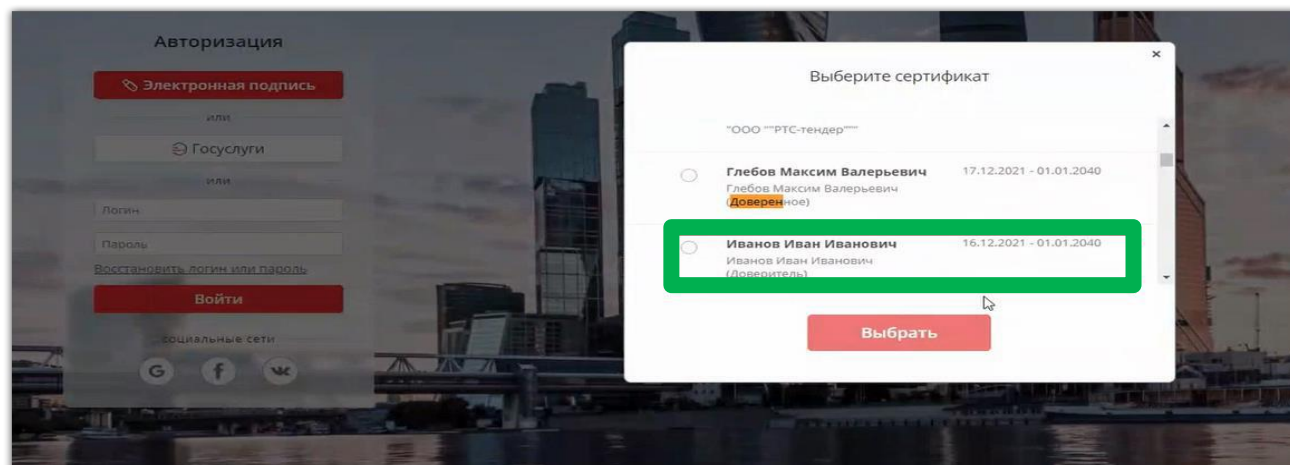 Авторизация
Электронная подпись
или
Госуслуги
или
Логин
Пароль
Восстановить логин или пароль
Войти
социальные сети
G f
Выберите сертификат
×
"ООО ""РТС-тендер"""
Глебов Максим Валерьевич 17.12.2021 - 01.01.2040
Глебов Максим Валерьевич
(Доверенное)
Иванов Иван Иванович 16.12.2021 - 01.01.2040
Иванов Иван Иванович
(Доверитель)
Выбрать